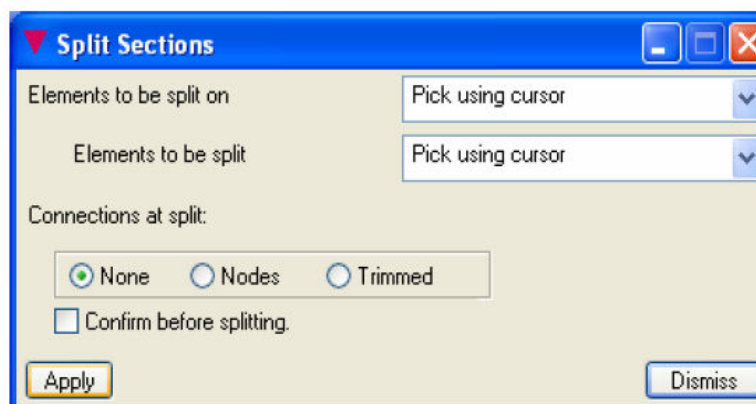 Split Sections
Elements to be split on Pick using cursor
Elements to be split Pick using cursor
Connections at split:
None Nodes Trimmed
Confirm before splitting.
Apply Dismiss